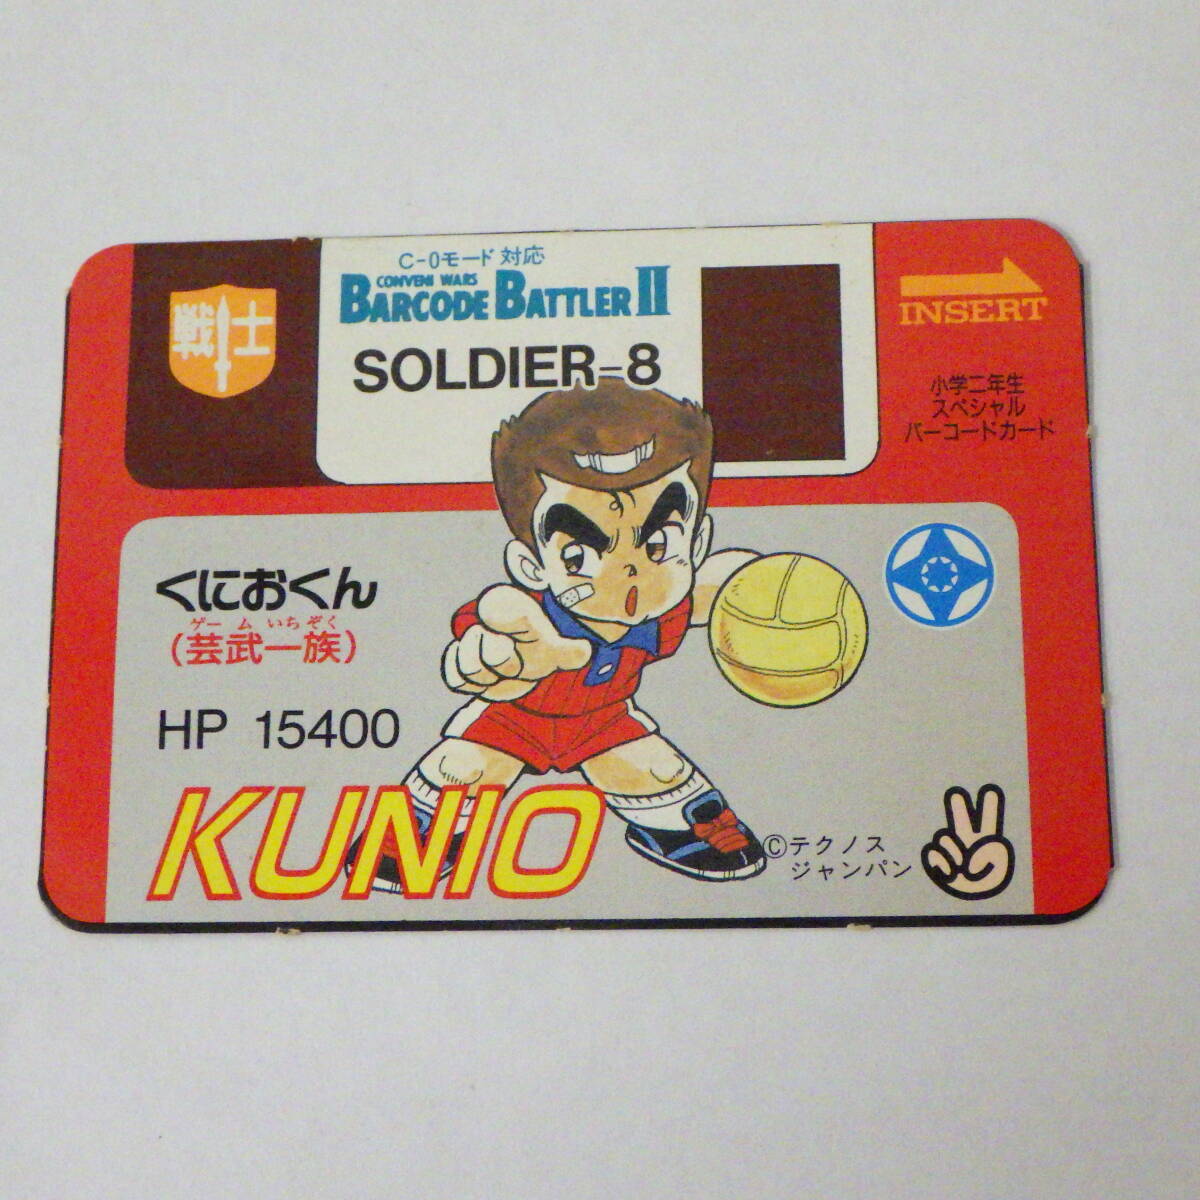 戦士
C-0モード対応
CONVENI WARS
BARCODE BATTLER II
SOLDIER-8
INSERT
小学二年生
スペシャル
バーコードカード
くにおくん
ゲームいちぞく
(芸武一族)
HP 15400
KUNIO
©テクノス
ジャンパン